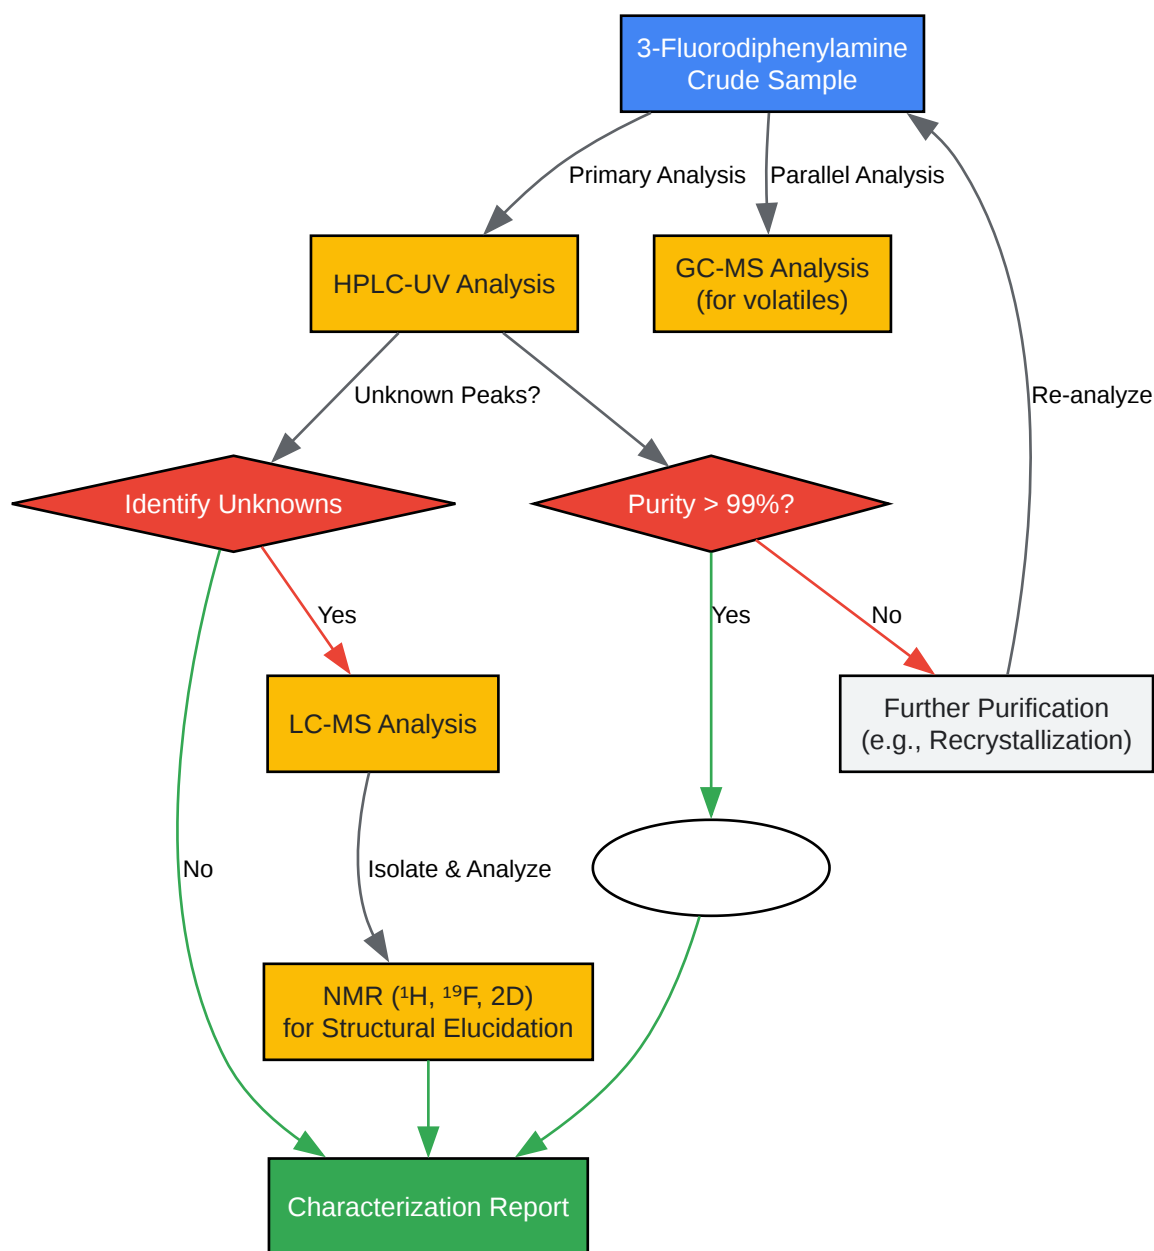 3-Fluorodiphenylamine
Crude Sample
Primary Analysis
Parallel Analysis
HPLC-UV Analysis
GC-MS Analysis
(for volatiles)
Unknown Peaks?
Re-analyze
Identify Unknowns
Purity > 99%?
Yes
Yes
No
LC-MS Analysis
Further Purification
(e.g., Recrystallization)
No
Isolate & Analyze
NMR (¹H, ¹⁹F, 2D)
for Structural Elucidation
Characterization Report